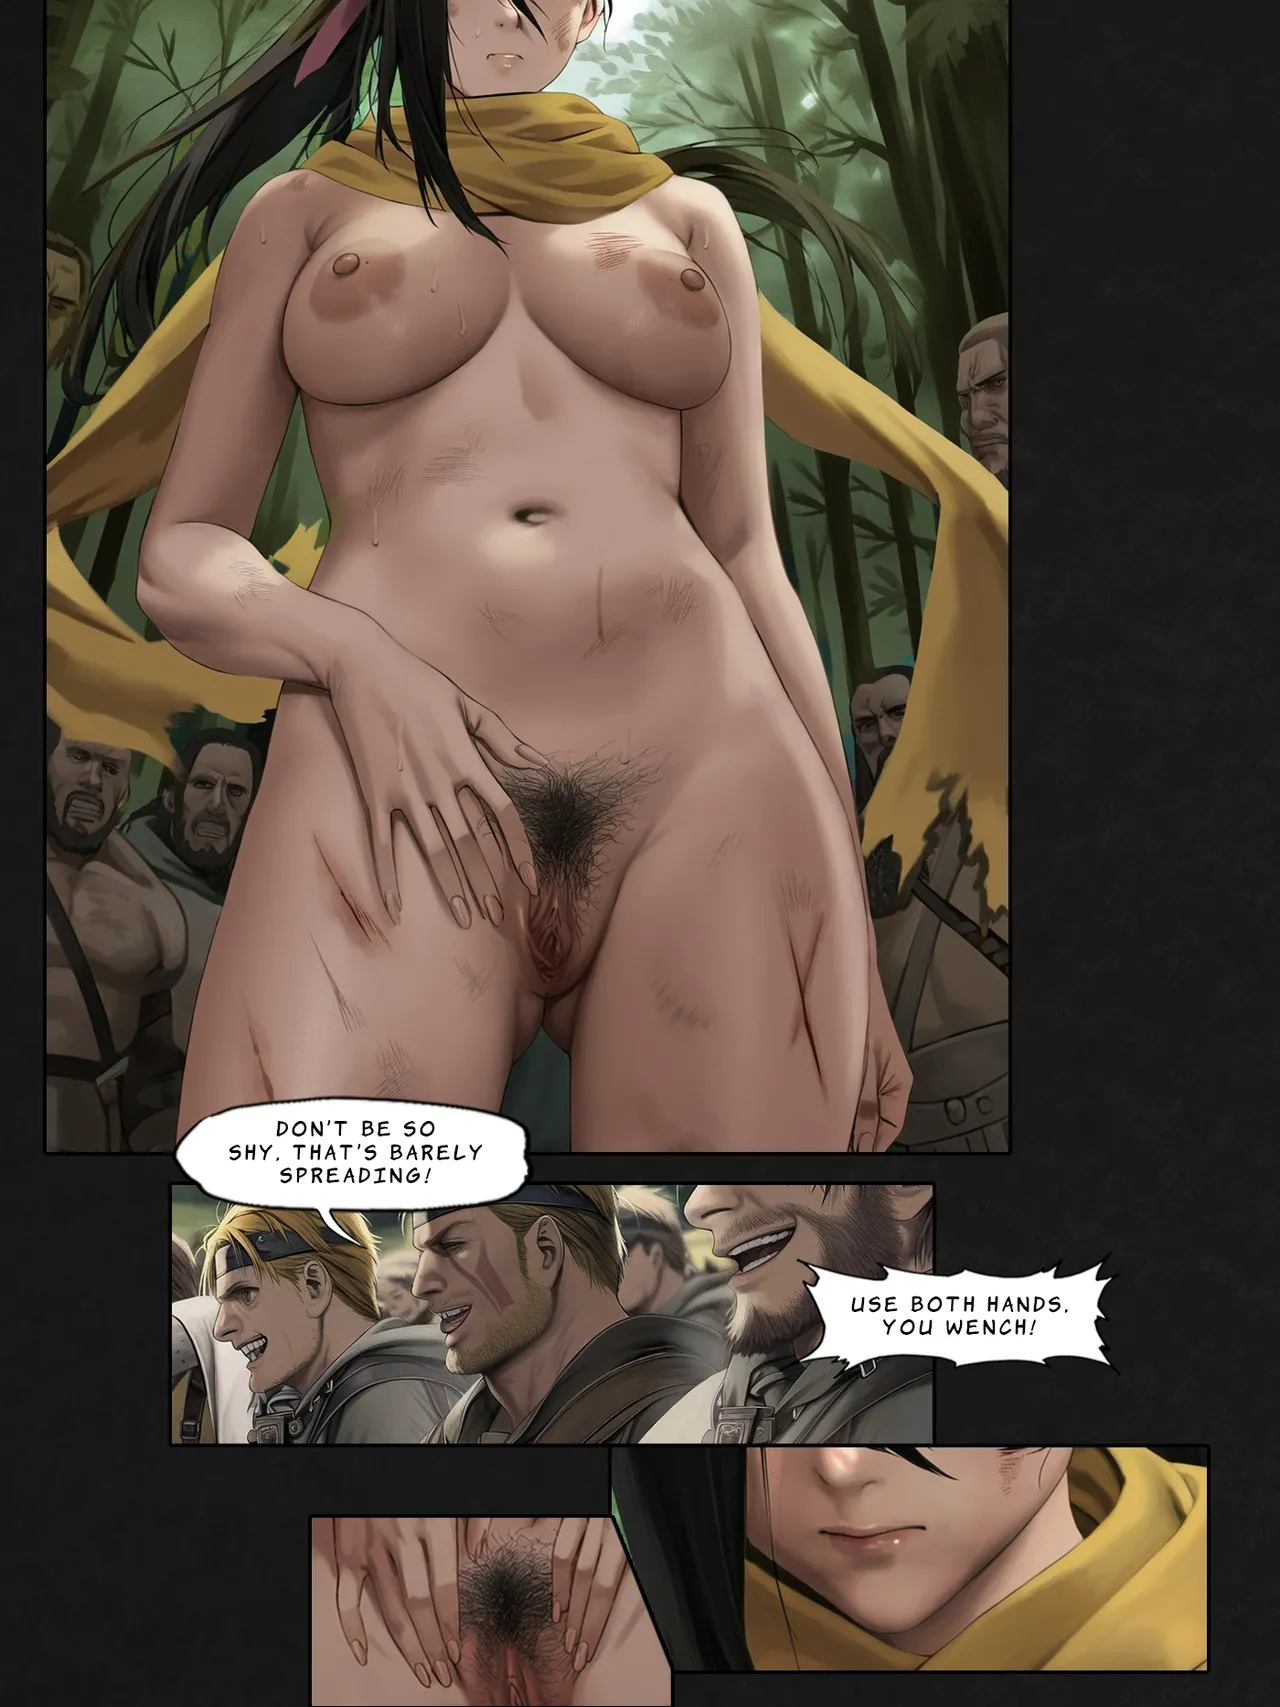 DON'T BE SO
SHY, THAT'S BARELY
SPREADING!
USE BOTH HANDS,
YOU WENCH!